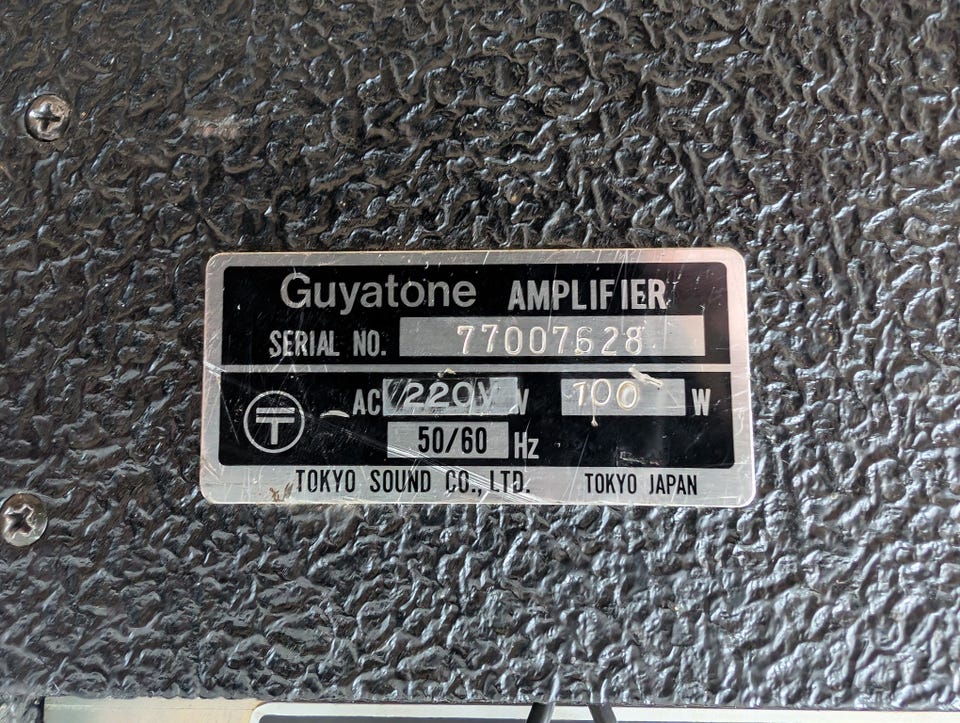 Guyatone AMPLIFIER
SERIAL NO. 77007628
AC 220V V 100 W
50/60 Hz
TOKYO SOUND CO., LTD. TOKYO JAPAN